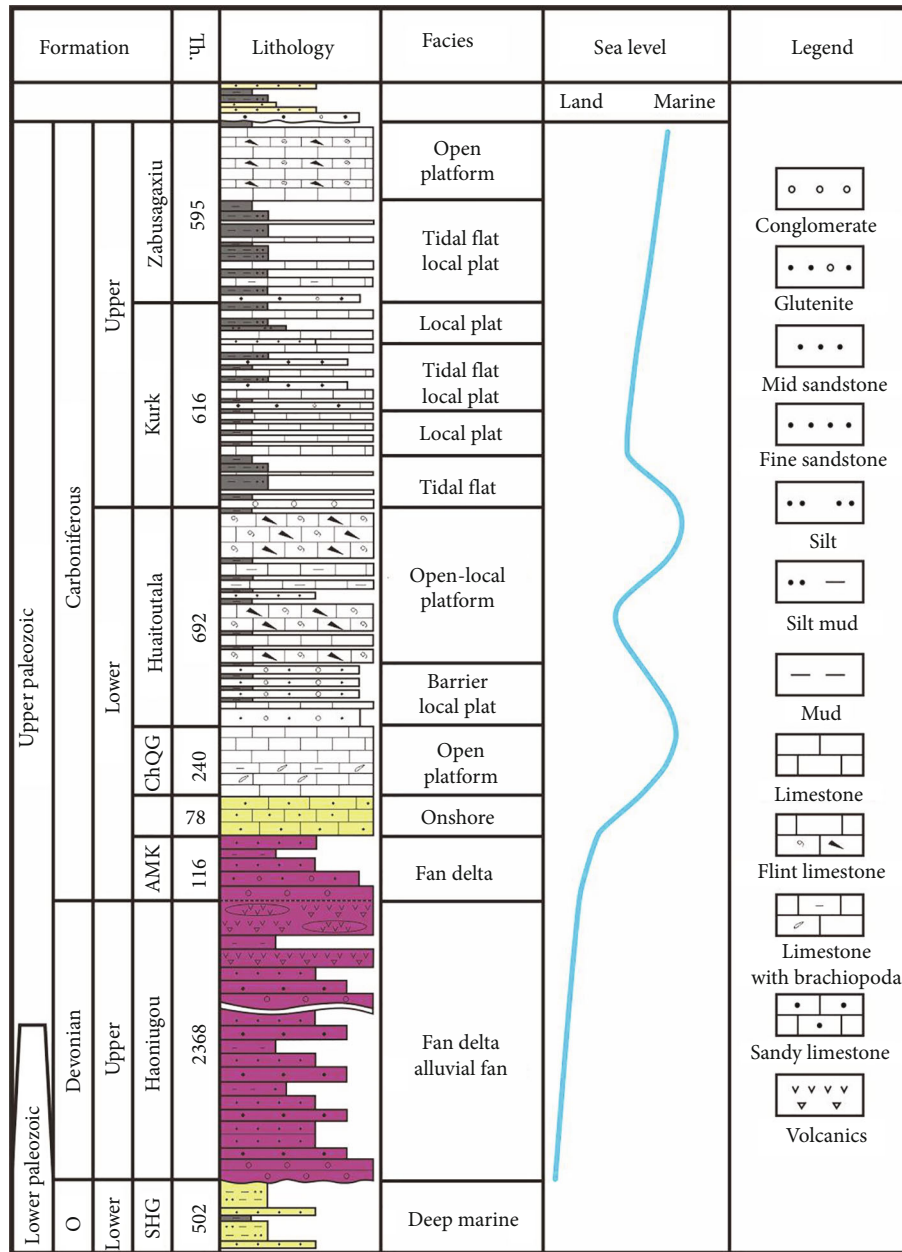 Formation
Th.
Lithology
Facies
Sea level
Legend
Land
Marine
Upper paleozoic
Lower paleozoic
Carboniferous
Devonian
O
Upper
Lower
Upper
Lower
Zabusagaxiu
Kurk
Huaitoutala
ChQG
AMK
Haoniugou
SHG
595
616
692
240
78
116
2368
502
Open
platform
Tidal flat
local plat
Local plat
Tidal flat
local plat
Local plat
Tidal flat
Open-local
platform
Barrier
local plat
Open
platform
Onshore
Fan delta
Fan delta
alluvial fan
Deep marine
Conglomerate
Glutenite
Mid sandstone
Fine sandstone
Silt
Silt mud
Mud
Limestone
Flint limestone
Limestone
with brachiopoda
Sandy limestone
Volcanics